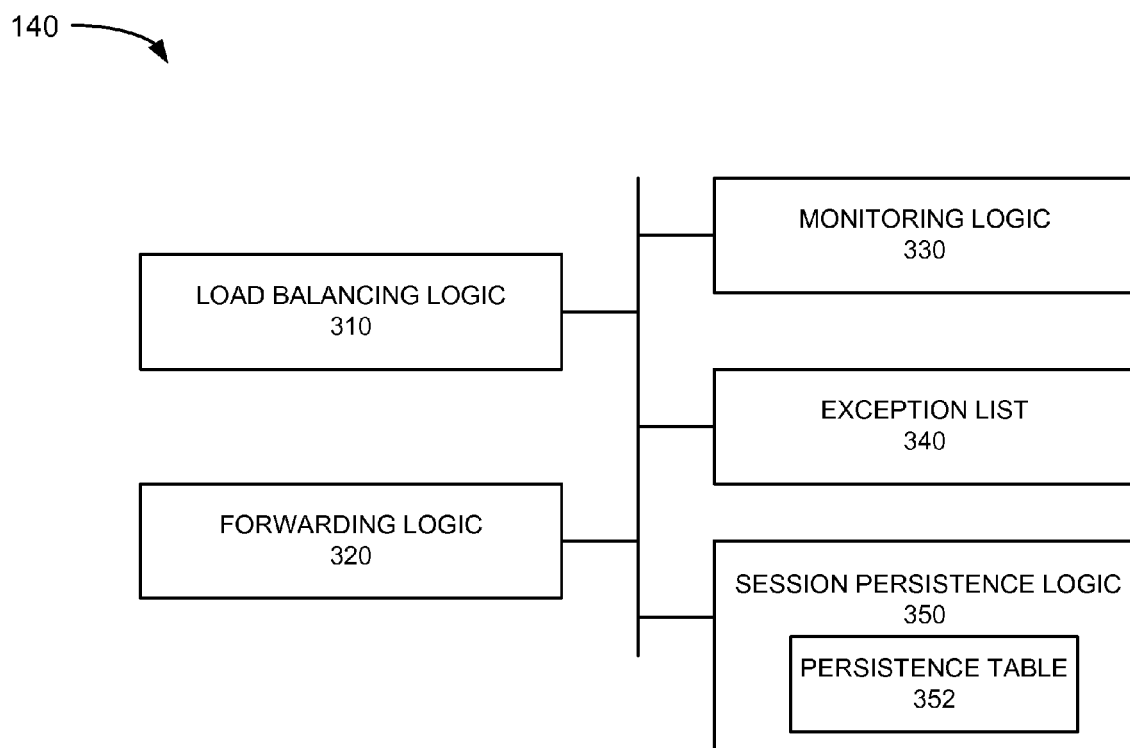 140
MONITORING LOGIC
330
LOAD BALANCING LOGIC
310
EXCEPTION LIST
340
FORWARDING LOGIC
320
SESSION PERSISTENCE LOGIC
350
PERSISTENCE TABLE
352